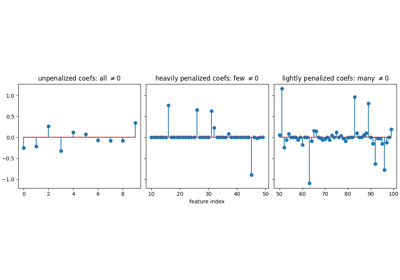 unpenalized coefs: all ≠0
heavily penalized coefs: few ≠0
lightly penalized coefs: many ≠0
1.0
0.5
0.0
−0.5
−1.0
0 2 4 6 8
10 20 30 40 50
50 60 70 80 90 100
feature index